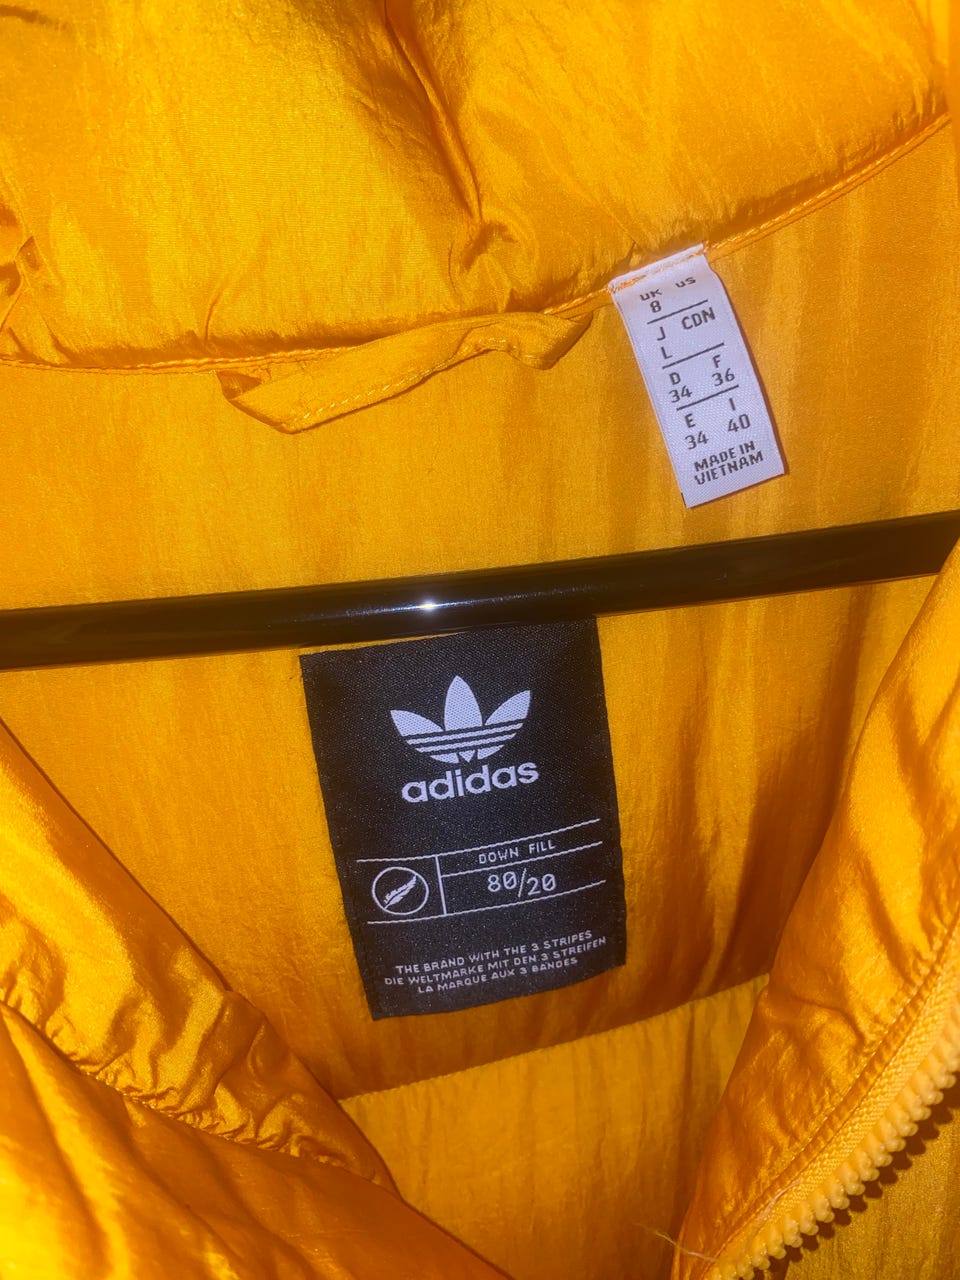 UK US
8
J CDN
L
D F
34 36
E I
34 40
MADE IN
VIETNAM
adidas
DOWN FILL
80/20
THE BRAND WITH THE 3 STRIPES
DIE WELTMARKE MIT DEN 3 STREIFEN
LA MARQUE AUX 3 BANDES